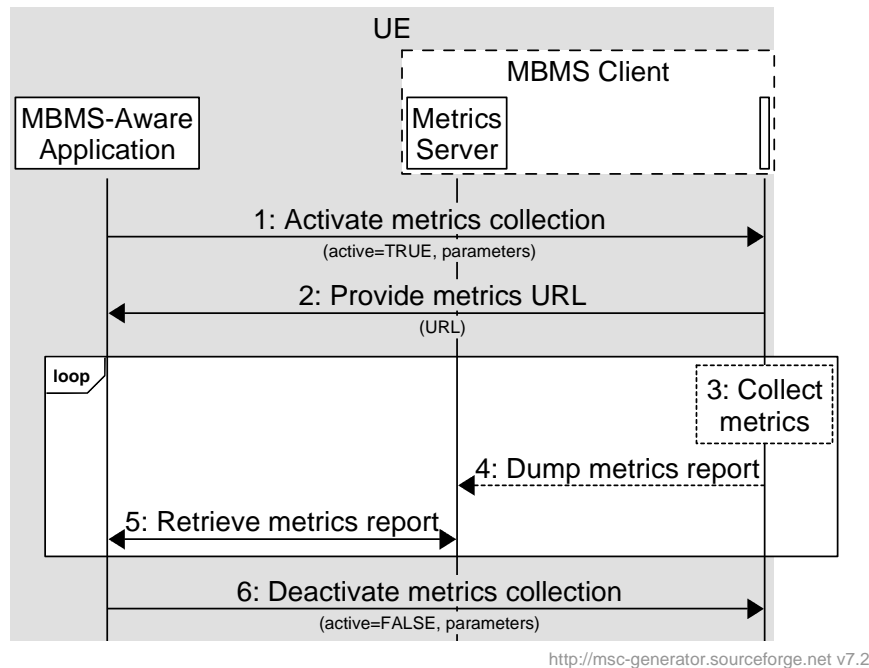 UE
MBMS Client
MBMS-Aware
Application
Metrics
Server
1: Activate metrics collection
(active=TRUE, parameters)
2: Provide metrics URL
(URL)
loop
3: Collect
metrics
4: Dump metrics report
5: Retrieve metrics report
6: Deactivate metrics collection
(active=FALSE, parameters)
http://msc-generator.sourceforge.net v7.2